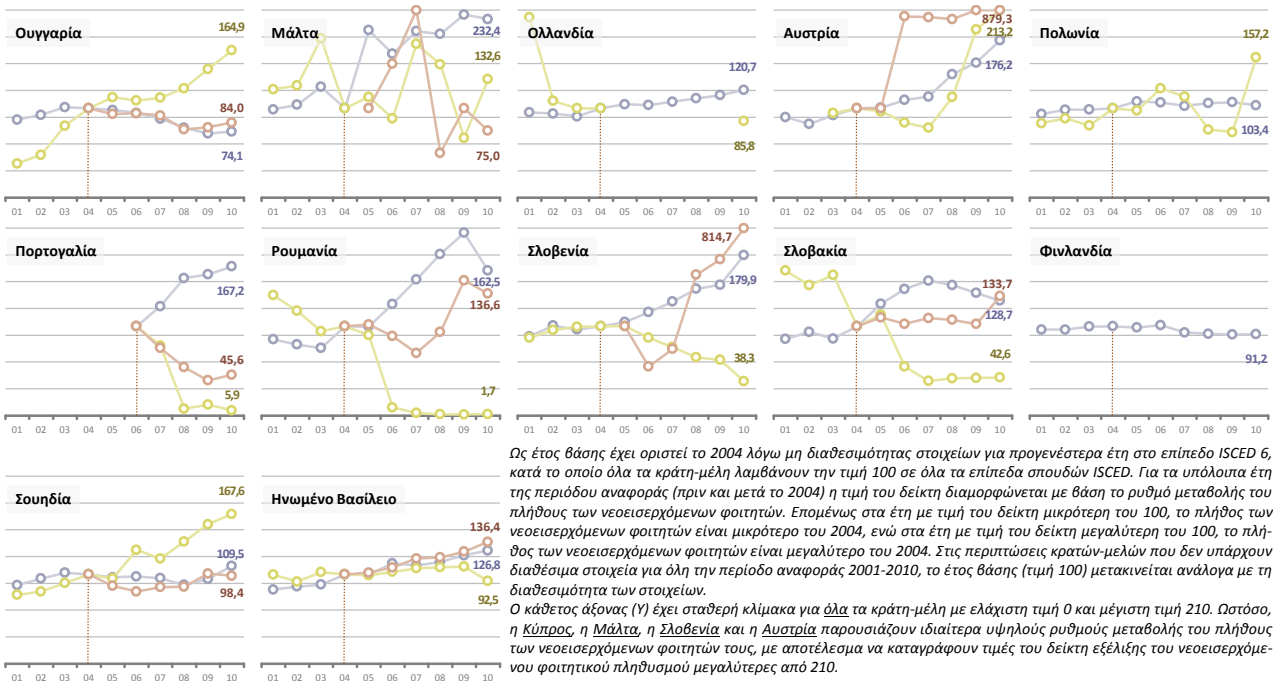 Ουγγαρία
164,9
84,0
74,1
01 02 03 04 05 06 07 08 09 10
Μάλτα
232,4
132,6
75,0
01 02 03 04 05 06 07 08 09 10
Ολλανδία
120,7
85,8
01 02 03 04 05 06 07 08 09 10
Αυστρία
879,3
213,2
176,2
01 02 03 04 05 06 07 08 09 10
Πολωνία
157,2
103,4
01 02 03 04 05 06 07 08 09 10
Πορτογαλία
167,2
45,6
5,9
01 02 03 04 05 06 07 08 09 10
Ρουμανία
162,5
136,6
1,7
01 02 03 04 05 06 07 08 09 10
Σλοβενία
814,7
179,9
38,3
01 02 03 04 05 06 07 08 09 10
Σλοβακία
133,7
128,7
42,6
01 02 03 04 05 06 07 08 09 10
Φινλανδία
91,2
01 02 03 04 05 06 07 08 09 10
Σουηδία
167,6
109,5
98,4
01 02 03 04 05 06 07 08 09 10
Ηνωμένο Βασίλειο
136,4
126,8
92,5
01 02 03 04 05 06 07 08 09 10
Ως έτος βάσης έχει οριστεί το 2004 λόγω μη διαθεσιμότητας στοιχείων για προγενέστερα έτη στο επίπεδο ISCED 6,
κατά το οποίο όλα τα κράτη-μέλη λαμβάνουν την τιμή 100 σε όλα τα επίπεδα σπουδών ISCED. Για τα υπόλοιπα έτη
της περιόδου αναφοράς (πριν και μετά το 2004) η τιμή του δείκτη διαμορφώνεται με βάση το ρυθμό μεταβολής του
πλήθους των νεοεισερχόμενων φοιτητών. Επομένως στα έτη με τιμή του δείκτη μικρότερη του 100, το πλήθος των
νεοεισερχόμενων φοιτητών είναι μικρότερο του 2004, ενώ στα έτη με τιμή του δείκτη μεγαλύτερη του 100, το πλή-
θος των νεοεισερχόμενων φοιτητών είναι μεγαλύτερο του 2004. Στις περιπτώσεις κρατών-μελών που δεν υπάρχουν
διαθέσιμα στοιχεία για όλη την περίοδο αναφοράς 2001-2010, το έτος βάσης (τιμή 100) μετακινείται ανάλογα με τη
διαθεσιμότητα των στοιχείων.
Ο κάθετος άξονας (Υ) έχει σταθερή κλίμακα για όλα τα κράτη-μέλη με ελάχιστη τιμή 0 και μέγιστη τιμή 210. Ωστόσο,
η Κύπρος, η Μάλτα, η Σλοβενία και η Αυστρία παρουσιάζουν ιδιαίτερα υψηλούς ρυθμούς μεταβολής του πλήθους
των νεοεισερχόμενων φοιτητών τους, με αποτέλεσμα να καταγράφουν τιμές του δείκτη εξέλιξης του νεοεισερχόμε-
νου φοιτητικού πληθυσμού μεγαλύτερες από 210.